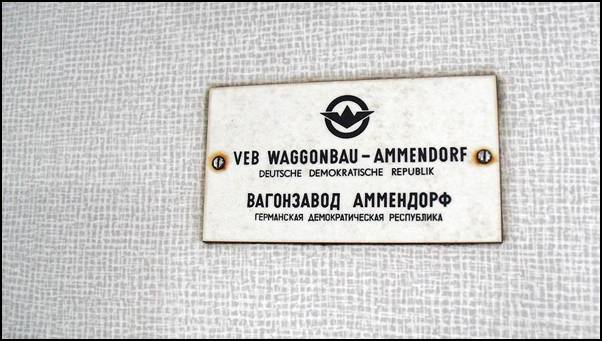 VEB WAGGONBAU – AMMENDORF
DEUTSCHE DEMOKRATISCHE REPUBLIK
ВАГОНЗАВОД АММЕНДОРФ
ГЕРМАНСКАЯ ДЕМОКРАТИЧЕСКАЯ РЕСПУБЛИКА